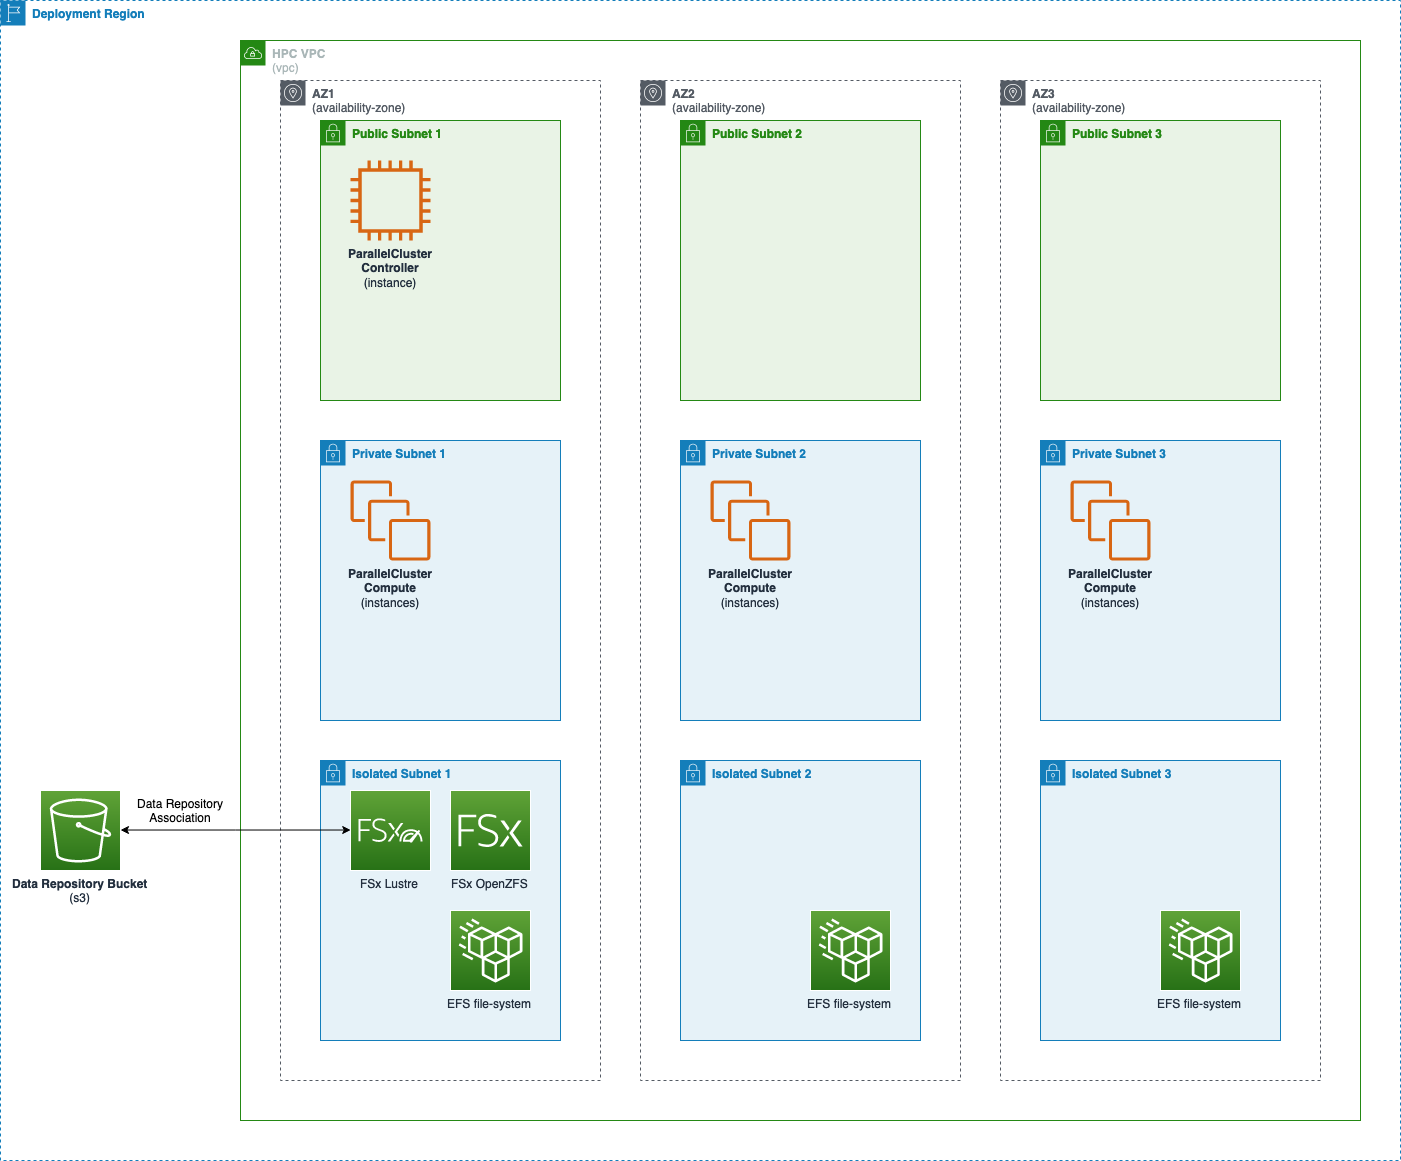 Deployment Region
HPC VPC
(vpc)
AZ1
(availability-zone)
AZ2
(availability-zone)
AZ3
(availability-zone)
Public Subnet 1
Public Subnet 2
Public Subnet 3
ParallelCluster
Controller
(instance)
Private Subnet 1
Private Subnet 2
Private Subnet 3
ParallelCluster
Compute
(instances)
ParallelCluster
Compute
(instances)
ParallelCluster
Compute
(instances)
Isolated Subnet 1
Isolated Subnet 2
Isolated Subnet 3
Data Repository
Association
FSx
FSx
Data Repository Bucket
(s3)
FSx Lustre
FSx OpenZFS
EFS file-system
EFS file-system
EFS file-system